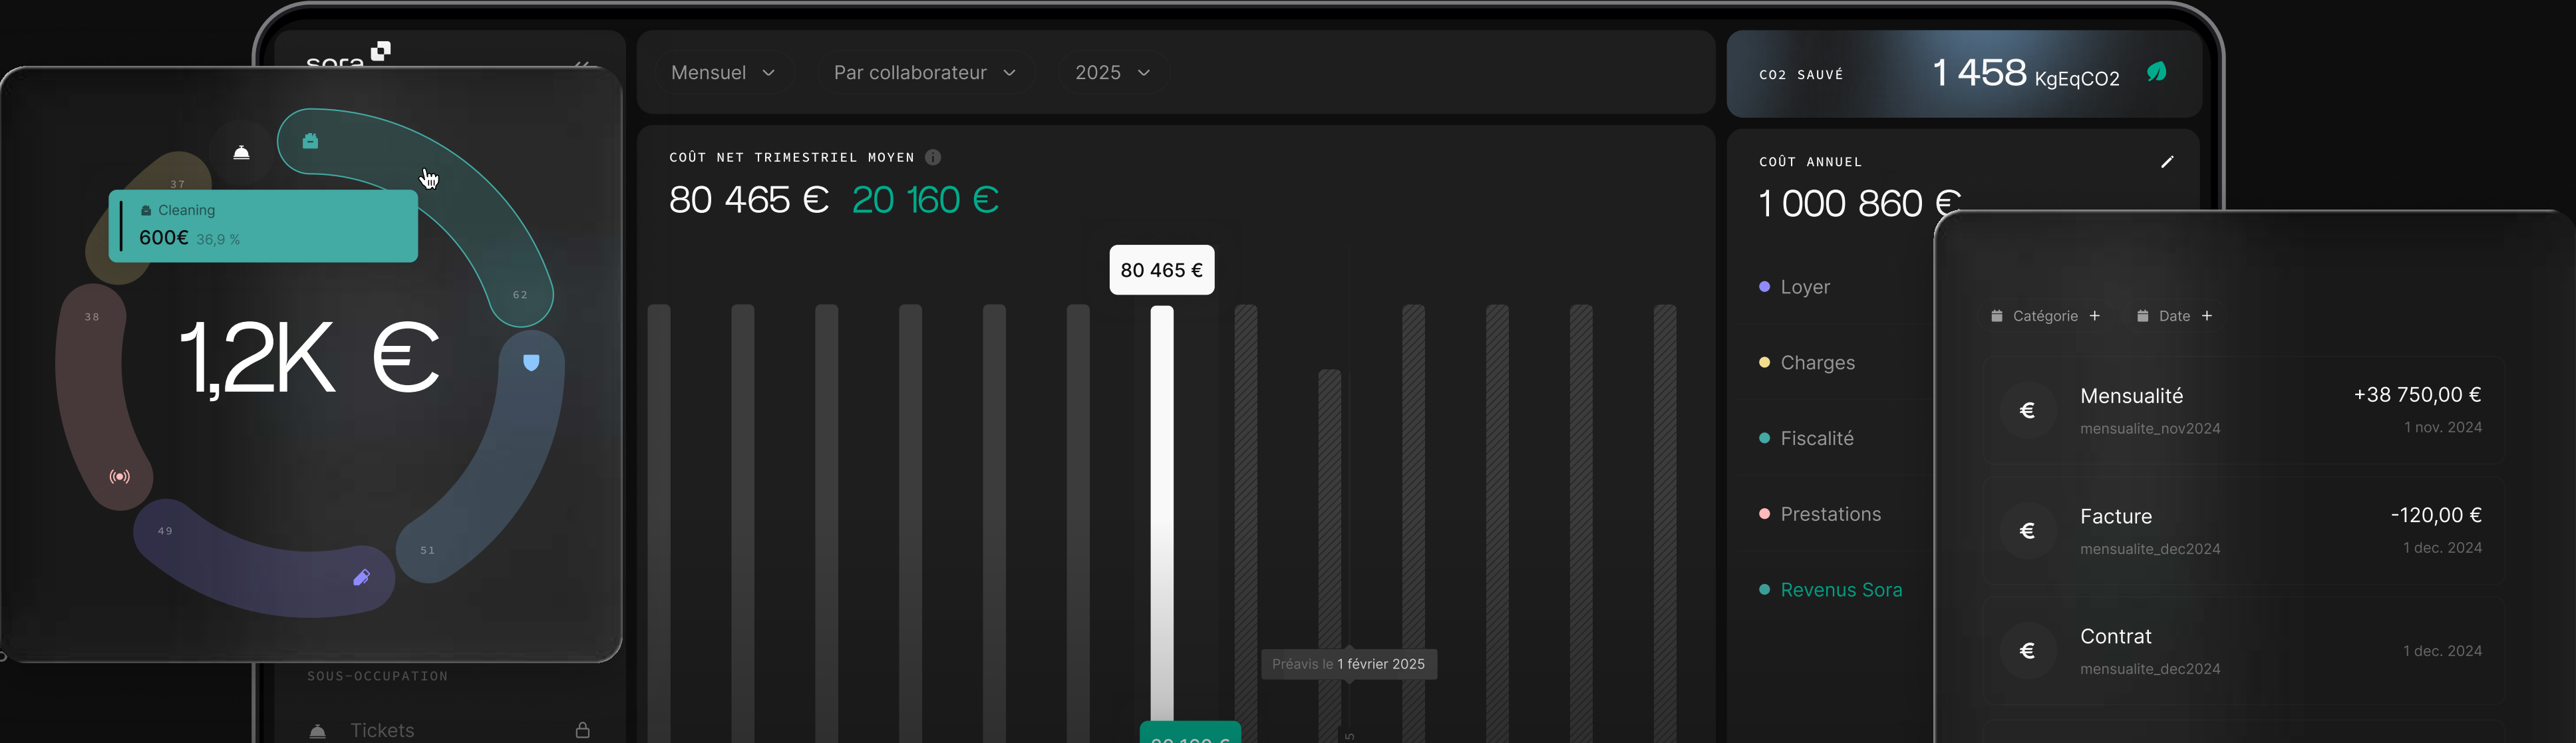 sora
37
Cleaning
600€ 36,9 %
62
38
1,2K €
49
51
SOUS-OCCUPATION
Tickets
Mensuel
Par collaborateur
2025
COÛT NET TRIMESTRIEL MOYEN
80 465 € 20 160 €
80 465 €
Préavis le 1 février 2025
CO2 SAUVÉ
1 458 KgEqCO2
COÛT ANNUEL
1 000 860 €
Loyer
Charges
Fiscalité
Prestations
Revenus Sora
Catégorie +
Date +
Mensualité
+38 750,00 €
mensualite_nov2024
1 nov. 2024
Facture
-120,00 €
mensualite_dec2024
1 dec. 2024
Contrat
mensualite_dec2024
1 dec. 2024